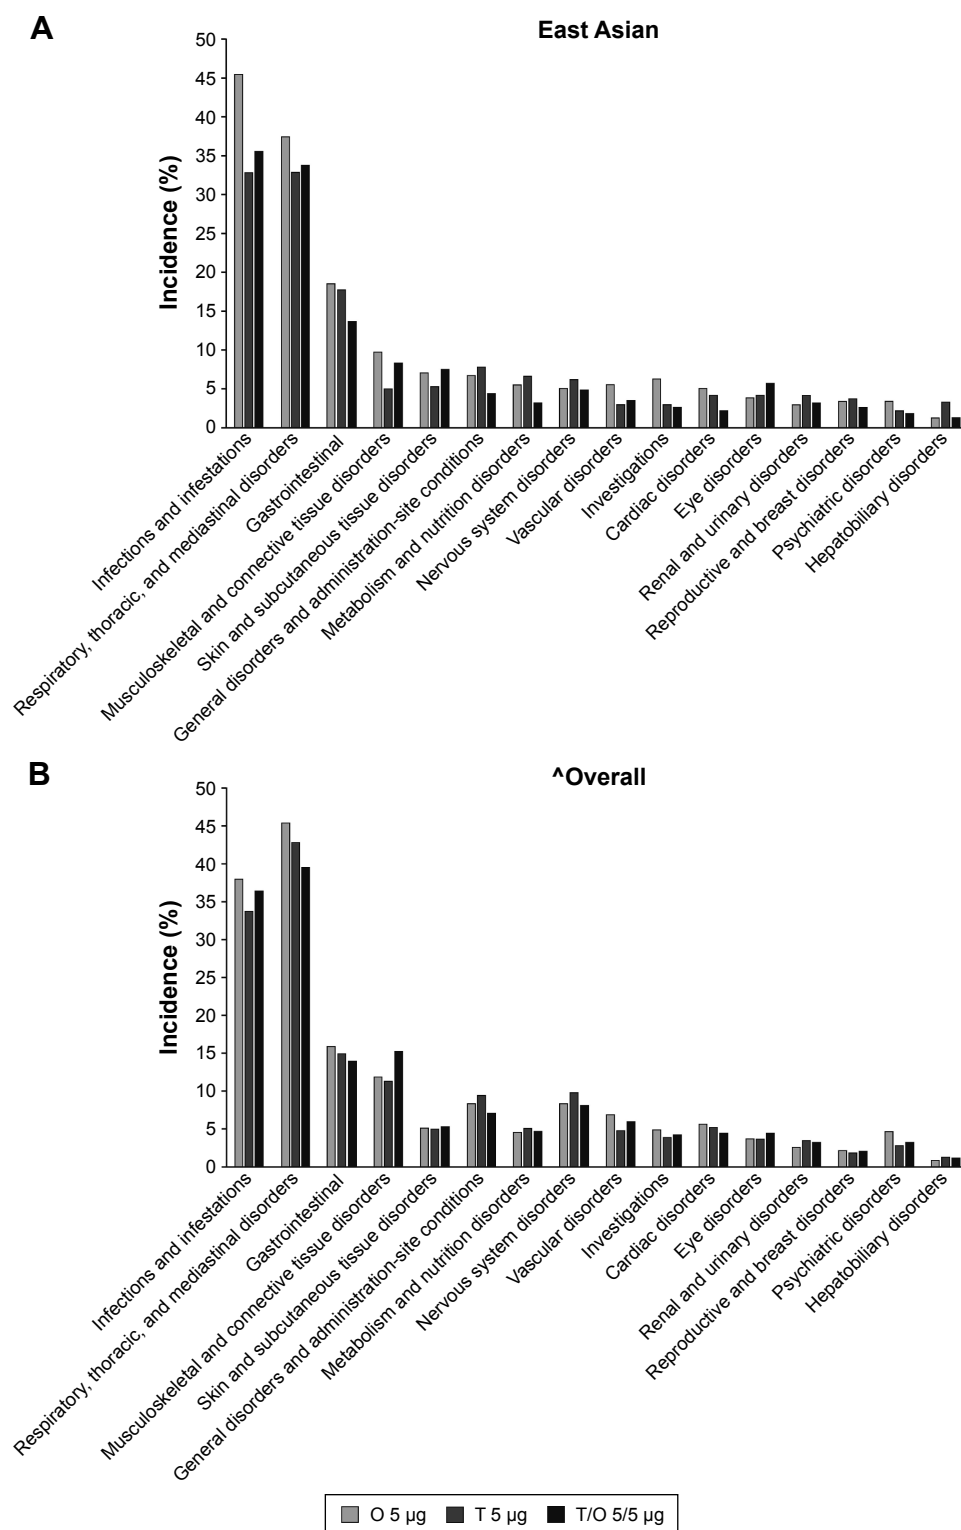 A
East Asian
Incidence (%)
50
45
40
35
30
25
20
15
10
5
0
Infections and infestations
Respiratory, thoracic, and mediastinal disorders
Gastrointestinal
Musculoskeletal and connective tissue disorders
Skin and subcutaneous tissue disorders
General disorders and administration-site conditions
Metabolism and nutrition disorders
Nervous system disorders
Vascular disorders
Investigations
Cardiac disorders
Eye disorders
Renal and urinary disorders
Reproductive and breast disorders
Psychiatric disorders
Hepatobiliary disorders
B
^Overall
Incidence (%)
50
45
40
35
30
25
20
15
10
5
0
Infections and infestations
Respiratory, thoracic, and mediastinal disorders
Gastrointestinal
Musculoskeletal and connective tissue disorders
Skin and subcutaneous tissue disorders
General disorders and administration-site conditions
Metabolism and nutrition disorders
Nervous system disorders
Vascular disorders
Investigations
Cardiac disorders
Eye disorders
Renal and urinary disorders
Reproductive and breast disorders
Psychiatric disorders
Hepatobiliary disorders
O 5 µg T 5 µg T/O 5/5 µg